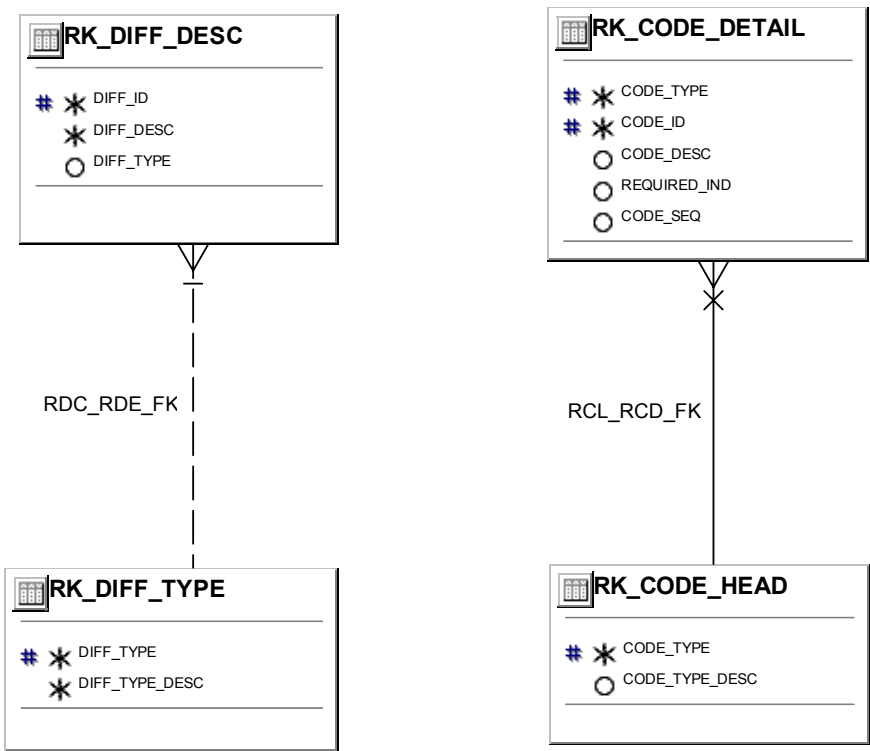 RK_DIFF_DESC
# * DIFF_ID
* DIFF_DESC
O DIFF_TYPE
RDC_RDE_FK
RK_DIFF_TYPE
# * DIFF_TYPE
* DIFF_TYPE_DESC
RK_CODE_DETAIL
# * CODE_TYPE
# * CODE_ID
O CODE_DESC
O REQUIRED_IND
O CODE_SEQ
RCL_RCD_FK
RK_CODE_HEAD
# * CODE_TYPE
O CODE_TYPE_DESC